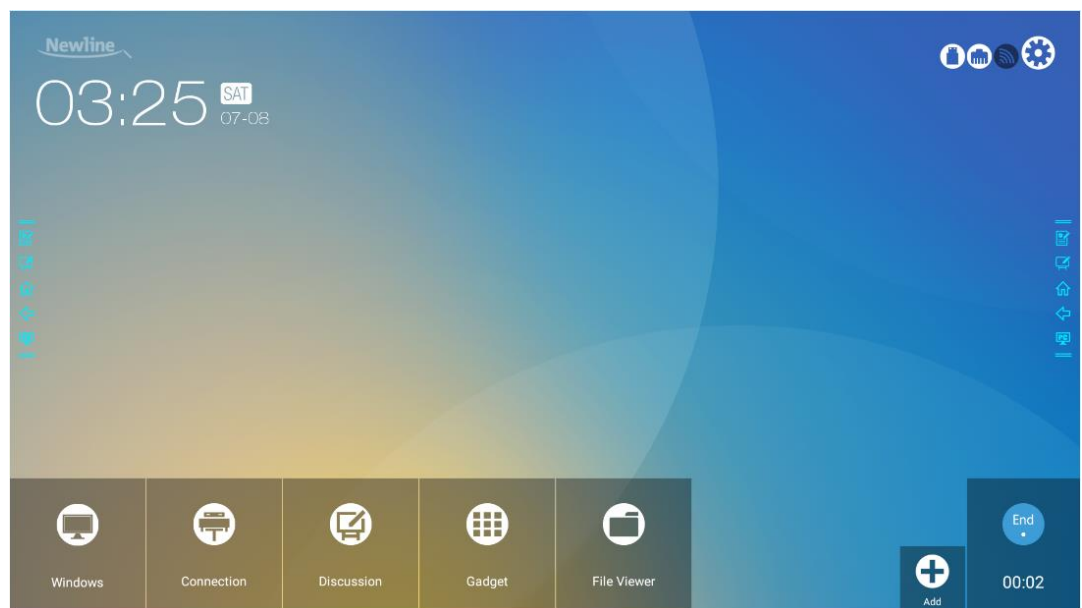 Newline
03:25 SAT
07-08
Windows
Connection
Discussion
Gadget
File Viewer
Add
End
00:02